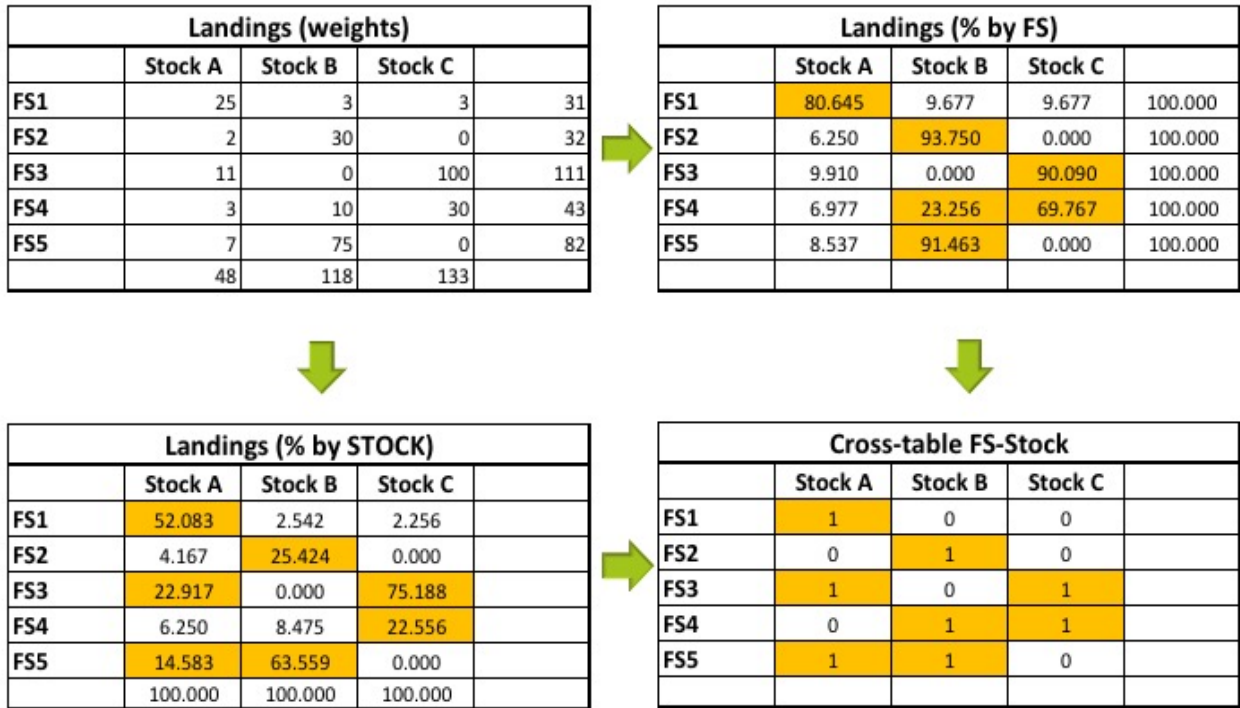 Landings (weights)
Stock A Stock B Stock C
FS1 25 3 3 31
FS2 2 30 0 32
FS3 11 0 100 111
FS4 3 10 30 43
FS5 7 75 0 82
48 118 133
Landings (% by FS)
Stock A Stock B Stock C
FS1 80.645 9.677 9.677 100.000
FS2 6.250 93.750 0.000 100.000
FS3 9.910 0.000 90.090 100.000
FS4 6.977 23.256 69.767 100.000
FS5 8.537 91.463 0.000 100.000
Landings (% by STOCK)
Stock A Stock B Stock C
FS1 52.083 2.542 2.256
FS2 4.167 25.424 0.000
FS3 22.917 0.000 75.188
FS4 6.250 8.475 22.556
FS5 14.583 63.559 0.000
100.000 100.000 100.000
Cross-table FS-Stock
Stock A Stock B Stock C
FS1 1 0 0
FS2 0 1 0
FS3 1 0 1
FS4 0 1 1
FS5 1 1 0